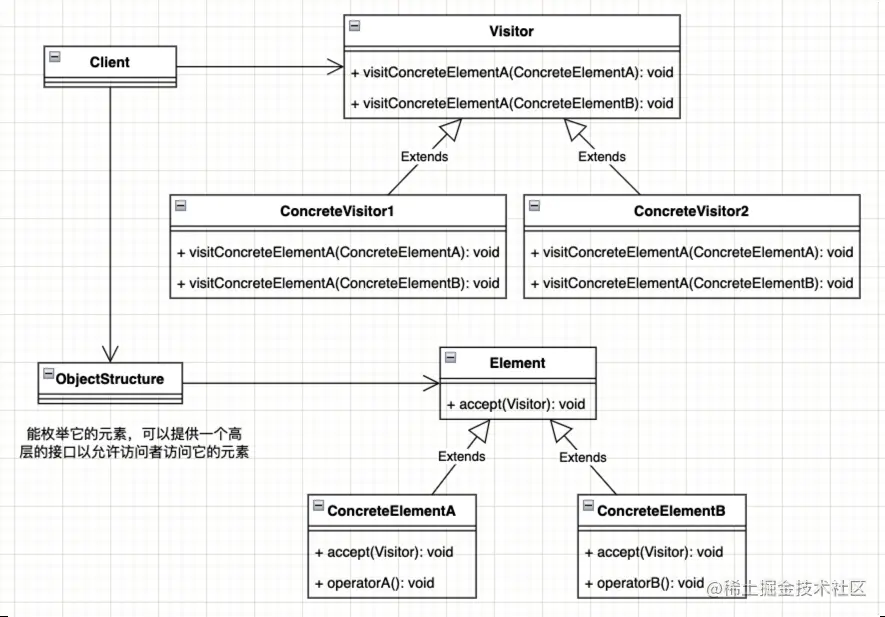 Visitor
Client
+ visitConcreteElementA(ConcreteElementA): void
+ visitConcreteElementA(ConcreteElementB): void
Extends
Extends
ConcreteVisitor1
ConcreteVisitor2
+ visitConcreteElementA(ConcreteElementA): void
+ visitConcreteElementA(ConcreteElementB): void
+ visitConcreteElementA(ConcreteElementA): void
+ visitConcreteElementA(ConcreteElementB): void
Element
ObjectStructure
+ accept(Visitor): void
能枚举它的元素，可以提供一个高
层的接口以允许访问者访问它的元素
Extends
Extends
ConcreteElementA
ConcreteElementB
+ accept(Visitor): void
+ operatorA(): void
+ accept(Visitor): void
+ operatorB(): void
@稀土掘金技术社区